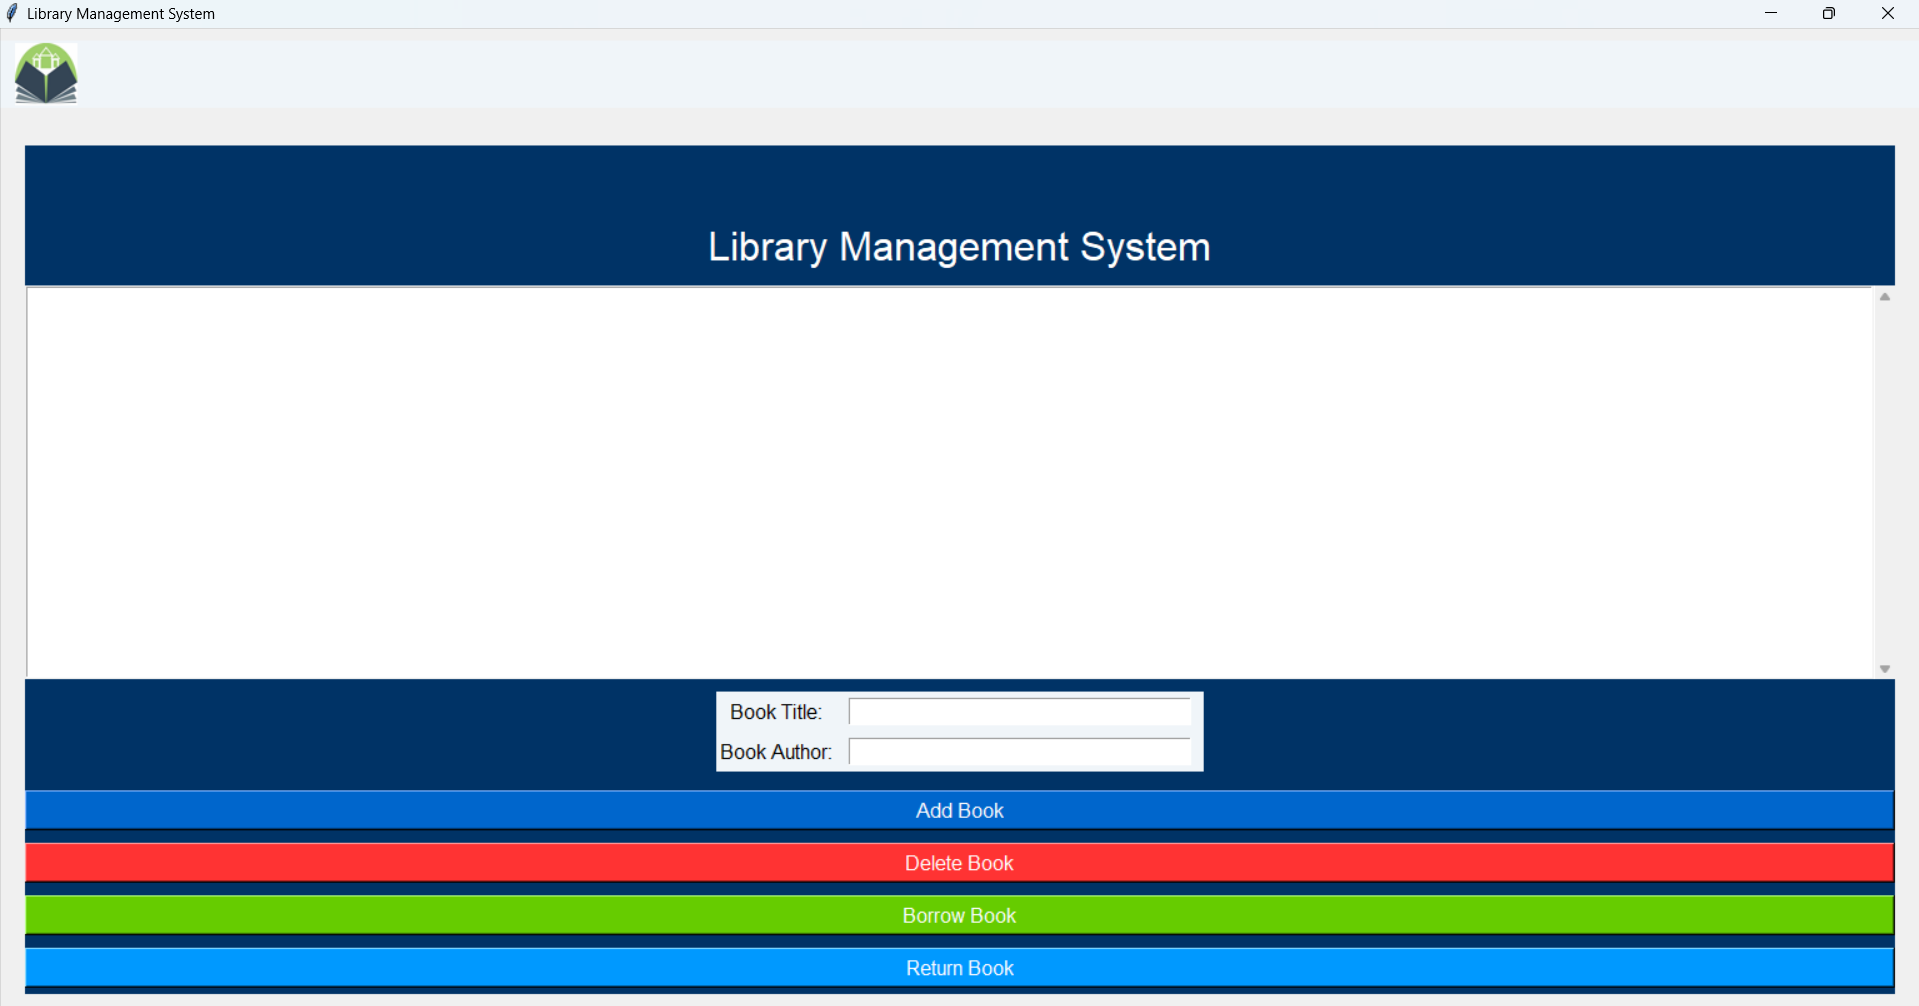 Library Management System
Library Management System
Book Title:
Book Author:
Add Book
Delete Book
Borrow Book
Return Book